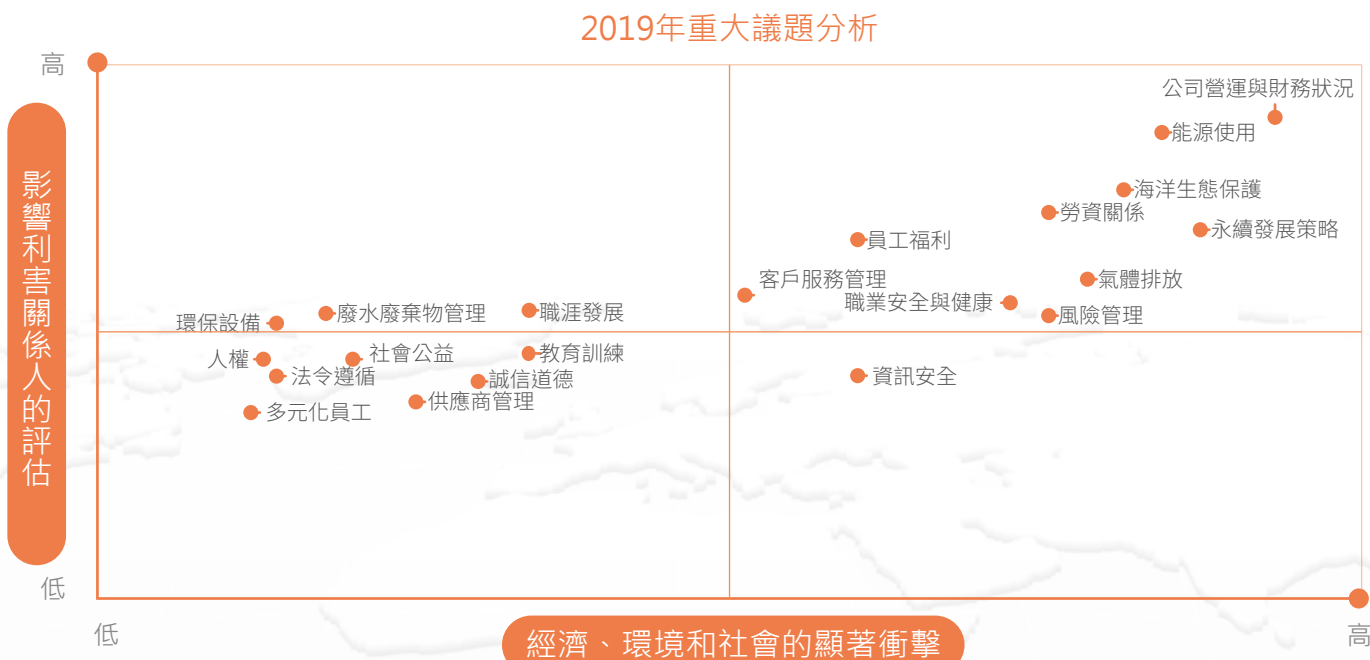 2019年重大議題分析
高
公司營運與財務狀況
能源使用
影響利害關係人的評估
海洋生態保護
勞資關係
永續發展策略
員工福利
客戶服務管理
氣體排放
職業安全與健康
環保設備
廢水廢棄物管理
職涯發展
風險管理
人權
社會公益
教育訓練
法令遵循
誠信道德
資訊安全
多元化員工
供應商管理
低
低
經濟、環境和社會的顯著衝擊
高